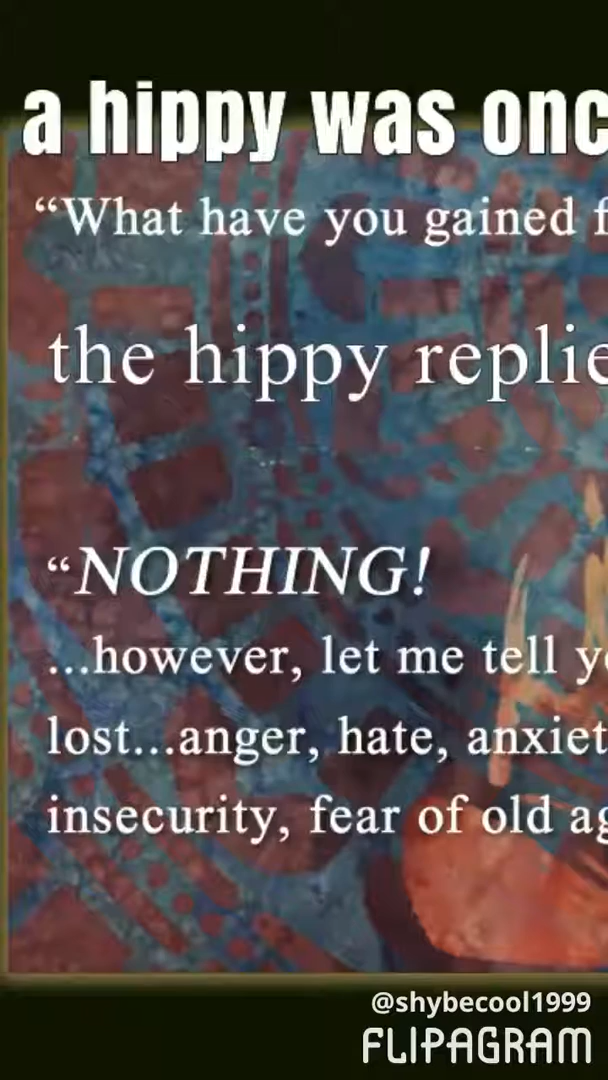 a hippy was onc
“What have you gained f
the hippy replie
“NOTHING!
...however, let me tell yo
lost...anger, hate, anxiet
insecurity, fear of old ag
@shybecool1999
FLIPAGRAM